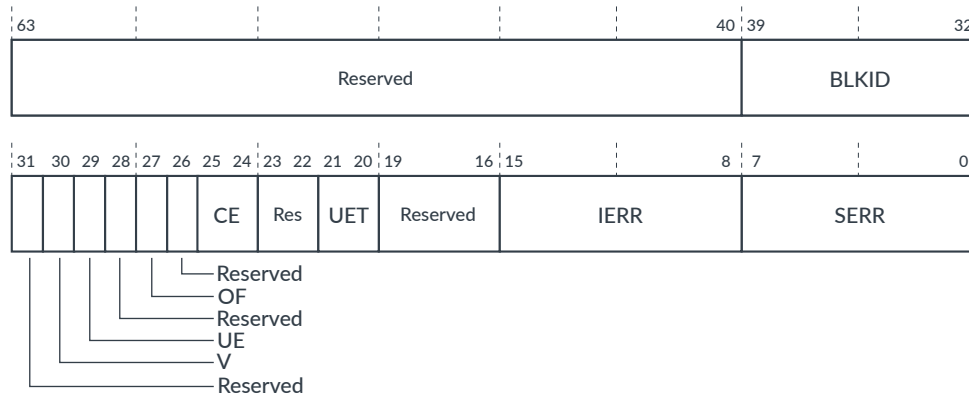 63 40 39 32
Reserved BLKID
31 30 29 28 27 26 25 24 23 22 21 20 19 16 15 8 7 0
CE Res UET Reserved IERR SERR
Reserved
OF
Reserved
UE
V
Reserved